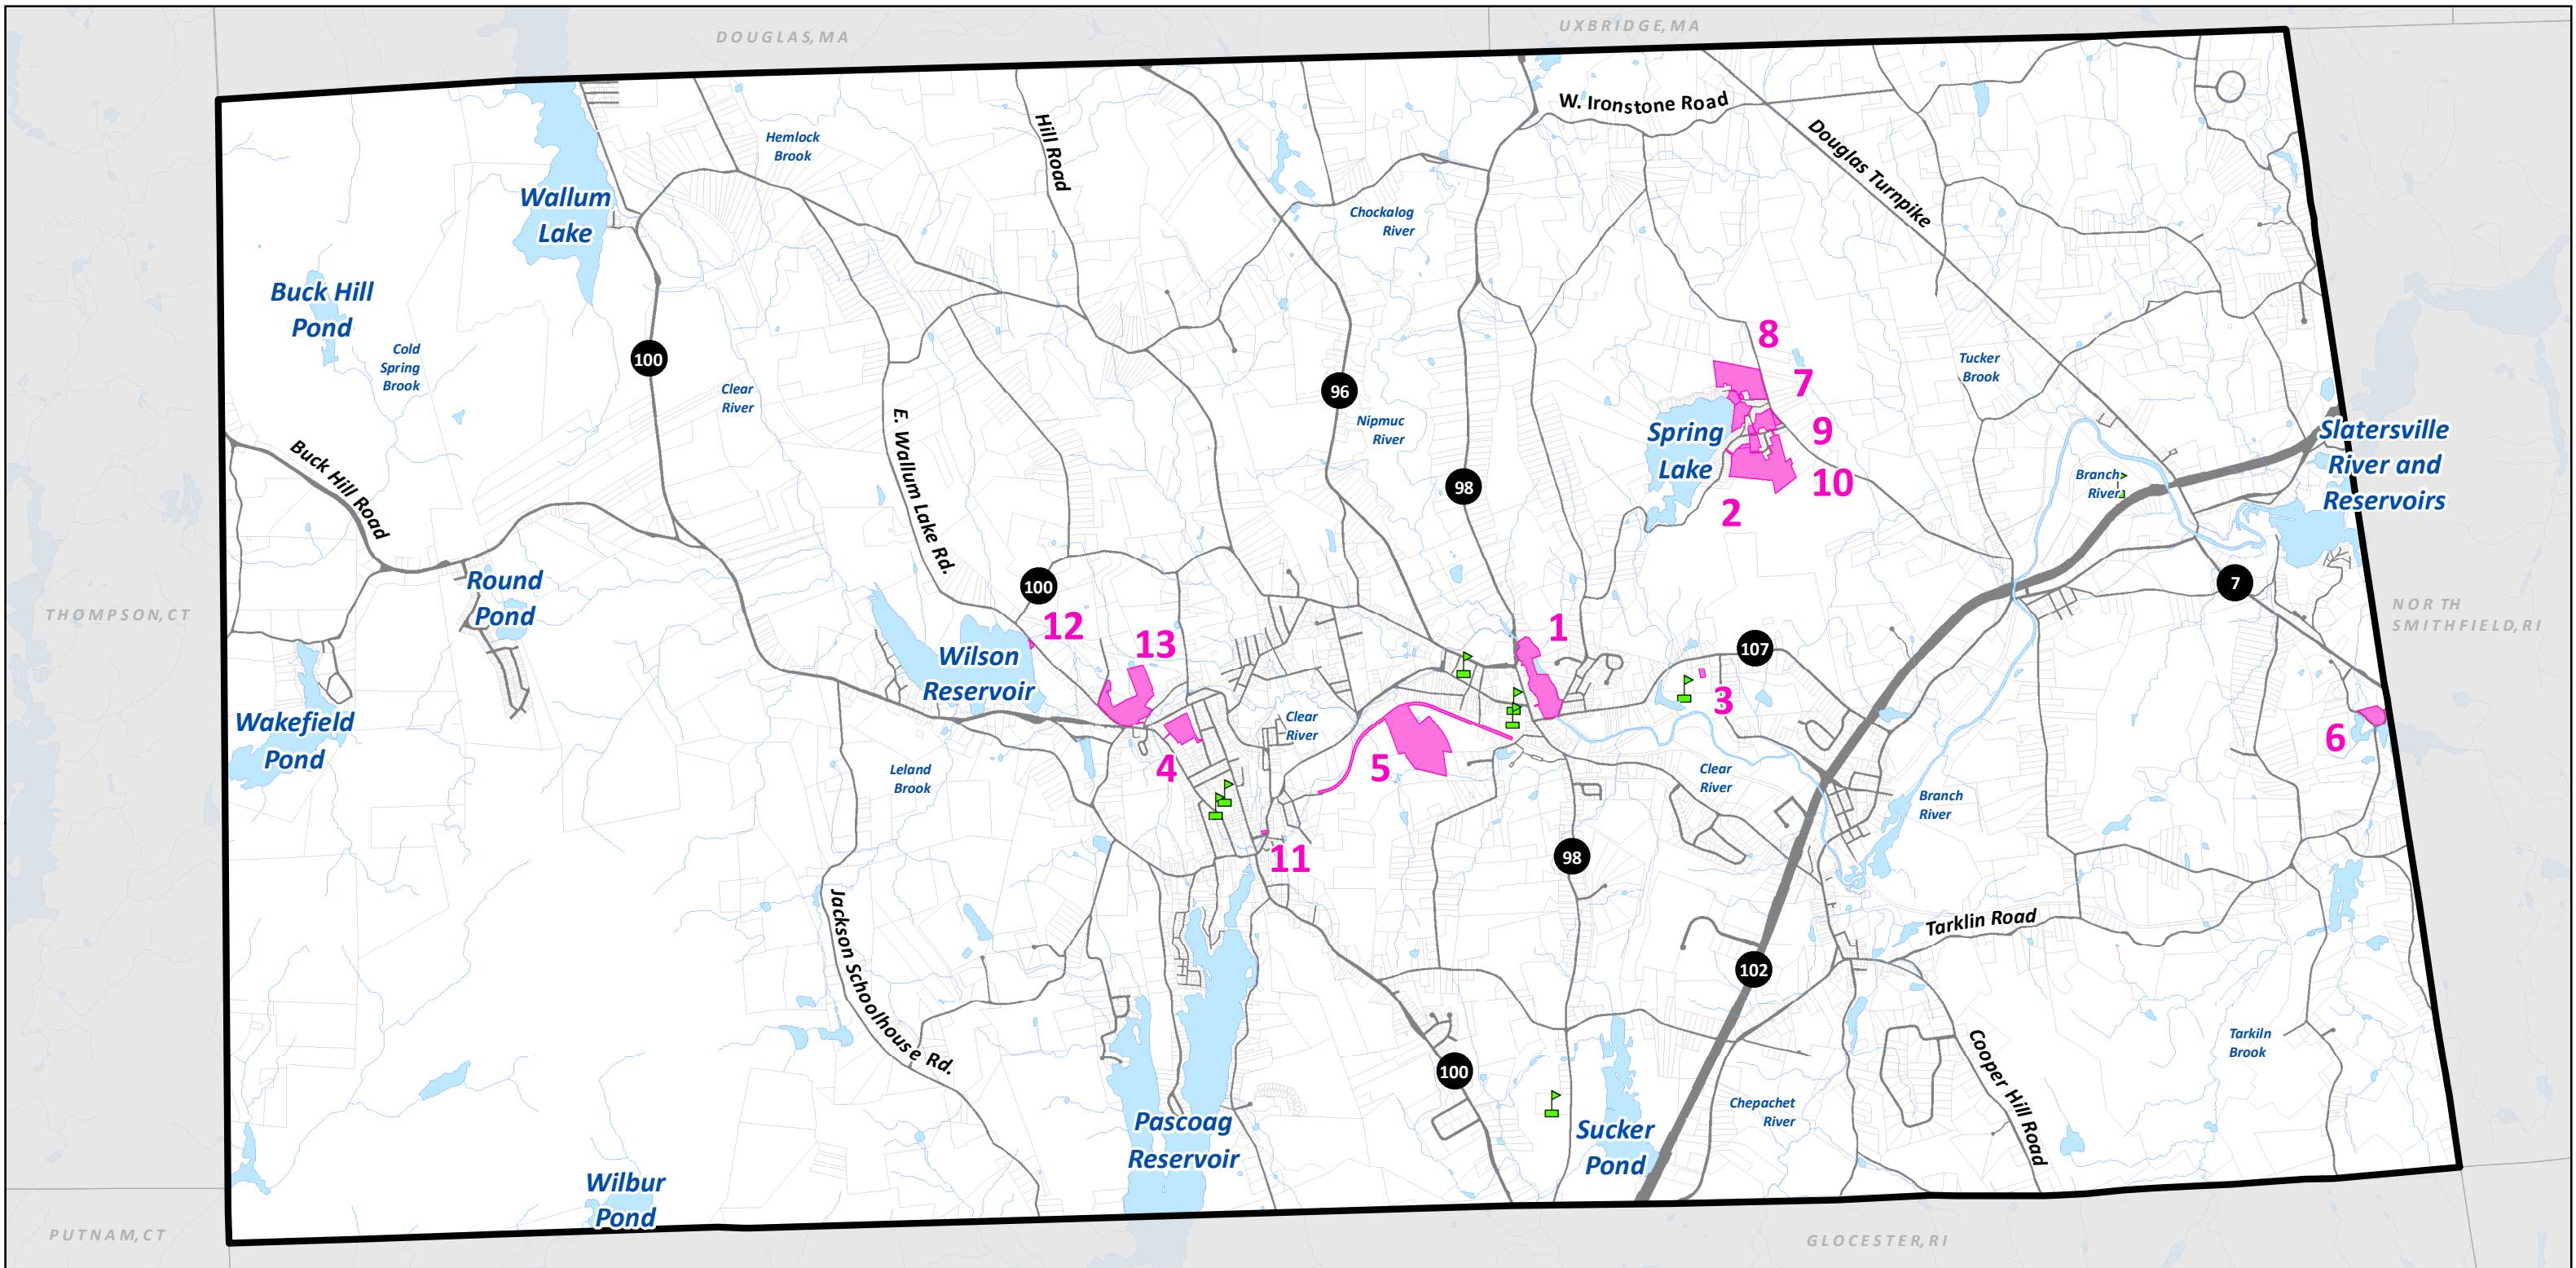 DOUGLAS, MA
UXBRIDGE, MA
W. Ironstone Road
Hill Road
Douglas Turnpike
Hemlock
Brook
Wallum
Lake
Chockalog
River
Buck Hill
Pond
Cold
Spring
Brook
100
Clear
River
96
Nipmuc
River
8
7
9
10
2
Spring
Lake
Tucker
Brook
E. Wallum Lake Rd.
Buck Hill Road
98
Branch
River
Slatersville
River and
Reservoirs
THOMPSON, CT
Round
Pond
100
12
13
1
107
7
NORTH
SMITHFIELD, RI
Wilson
Reservoir
3
Wakefield
Pond
Clear
River
6
4
5
Leland
Brook
Clear
River
Branch
River
11
98
Jackson Schoolhouse Rd.
Tarklin Road
102
Cooper Hill Road
Tarkiln
Brook
100
Pascoag
Reservoir
Sucker
Pond
Chepachet
River
Wilbur
Pond
PUTNAM, CT
GLOCESTER, RI